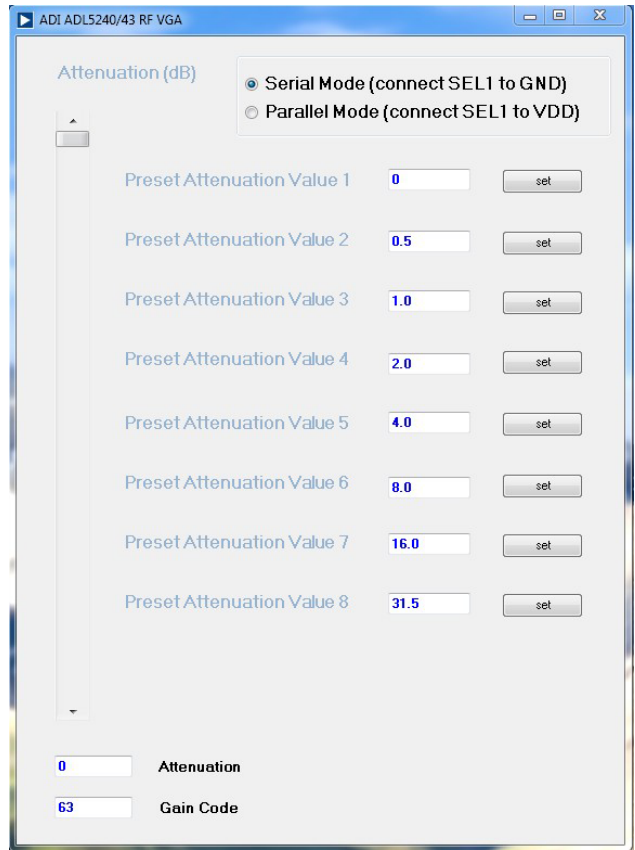 ADI ADL5240/43 RF VGA
Attenuation (dB)
Serial Mode (connect SEL1 to GND)
Parallel Mode (connect SEL1 to VDD)
Preset Attenuation Value 1 0 set
Preset Attenuation Value 2 0.5 set
Preset Attenuation Value 3 1.0 set
Preset Attenuation Value 4 2.0 set
Preset Attenuation Value 5 4.0 set
Preset Attenuation Value 6 8.0 set
Preset Attenuation Value 7 16.0 set
Preset Attenuation Value 8 31.5 set
0 Attenuation
63 Gain Code